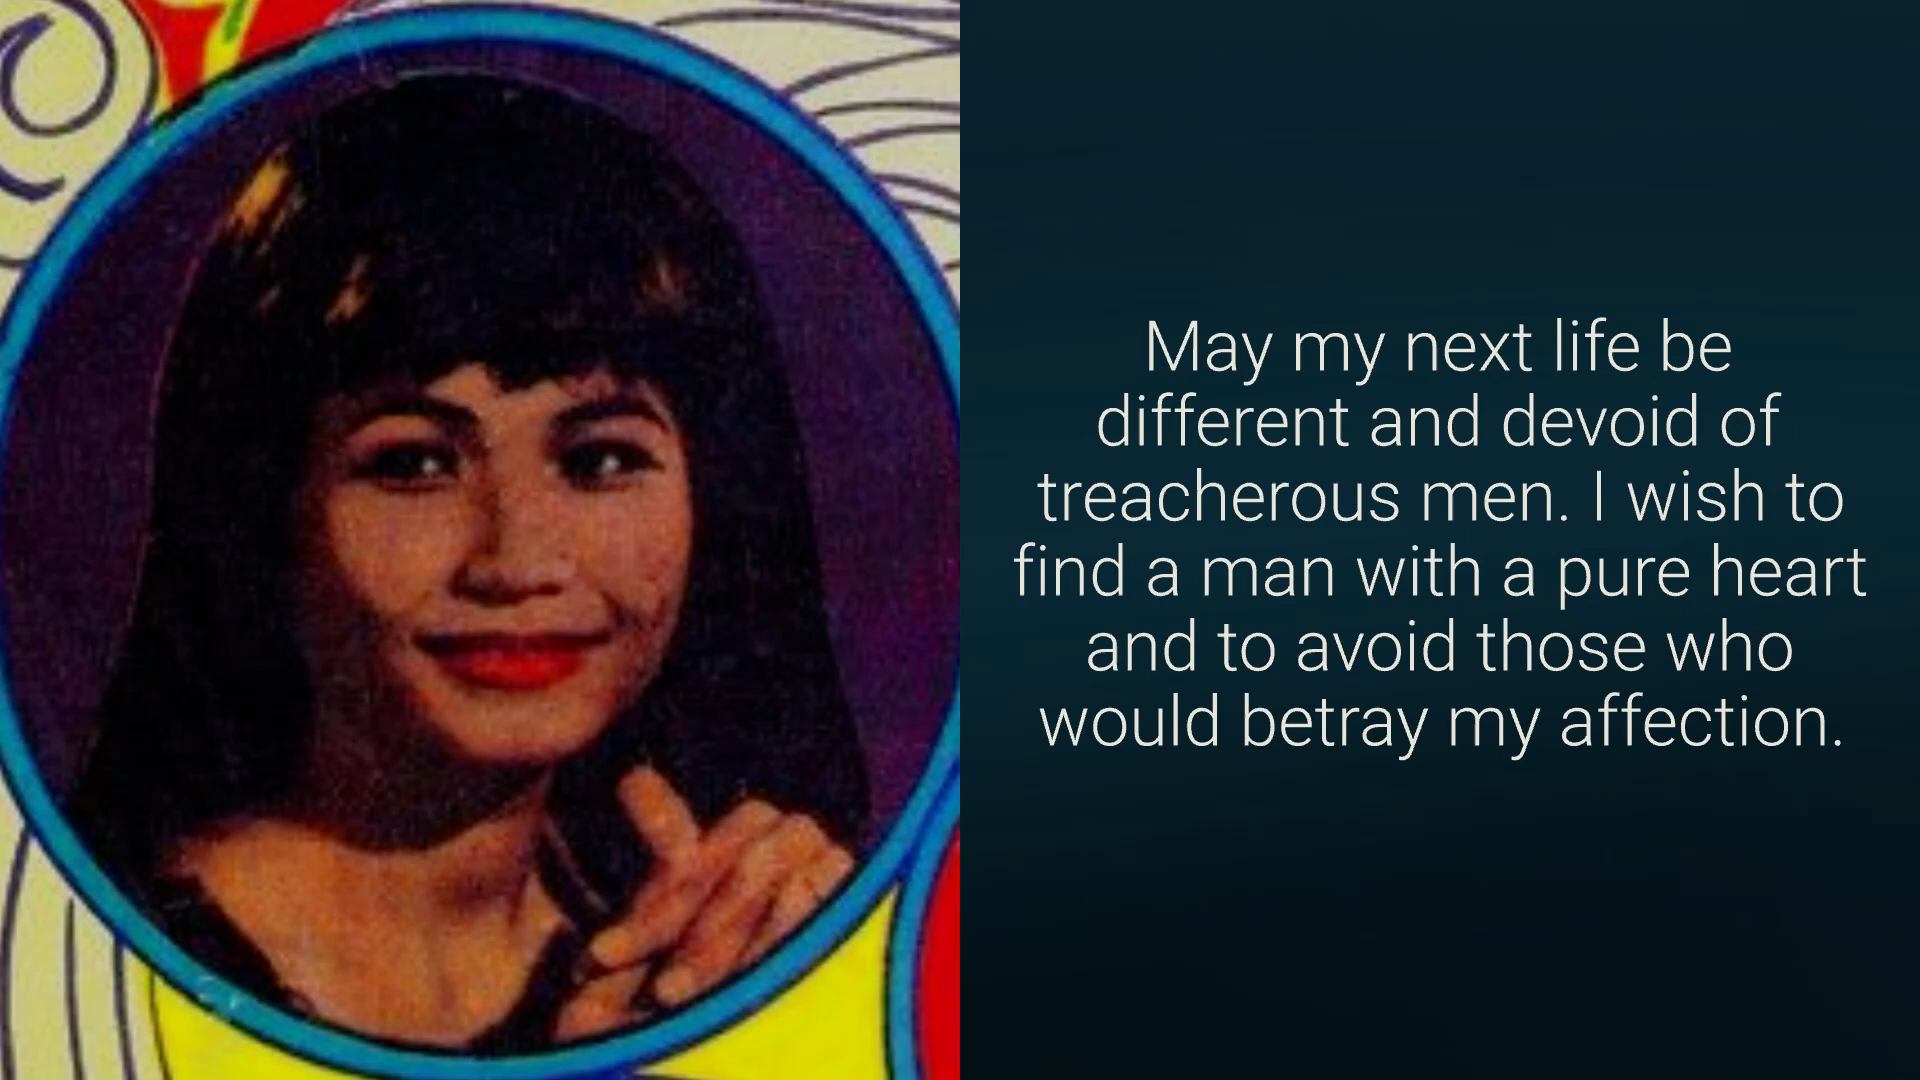 May my next life be
different and devoid of
treacherous men. I wish to
find a man with a pure heart
and to avoid those who
would betray my affection.